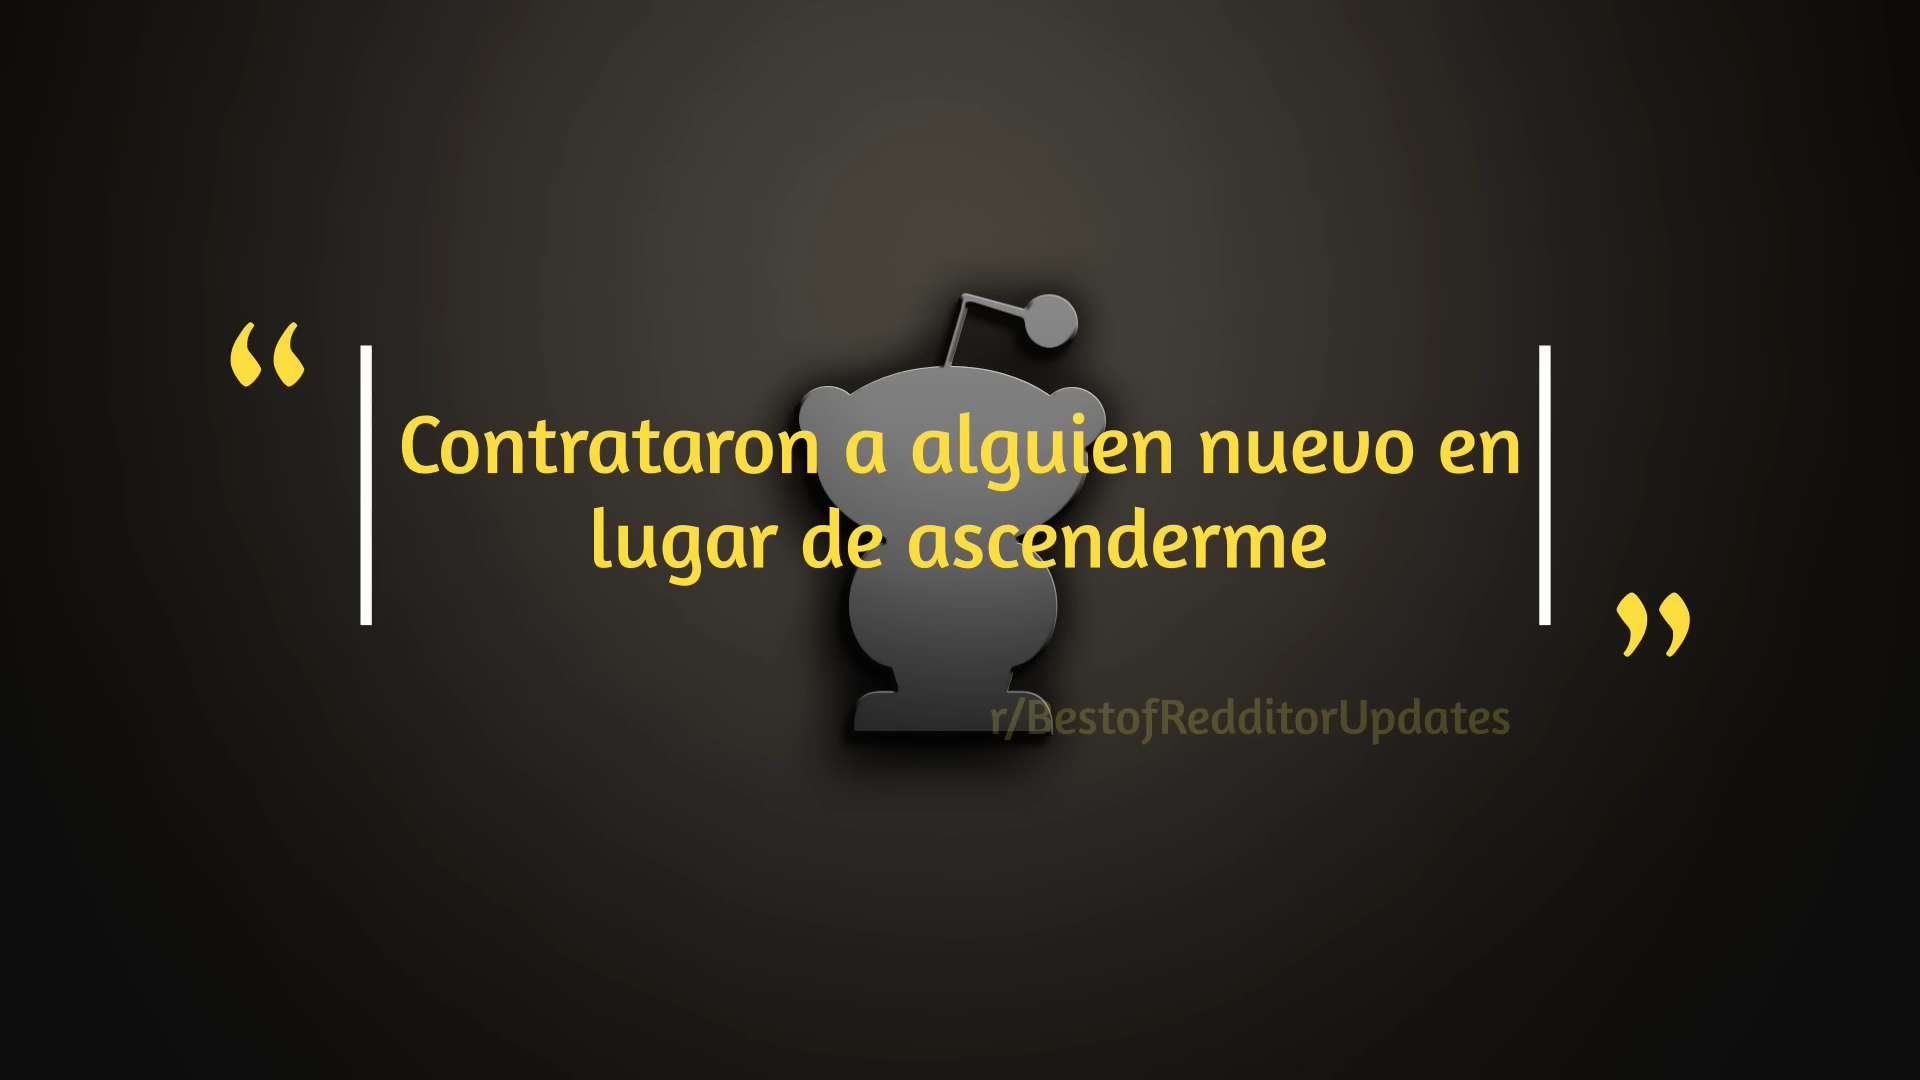 “
Contrataron a alguien nuevo en
lugar de ascenderme
”
r/BestofRedditorUpdates